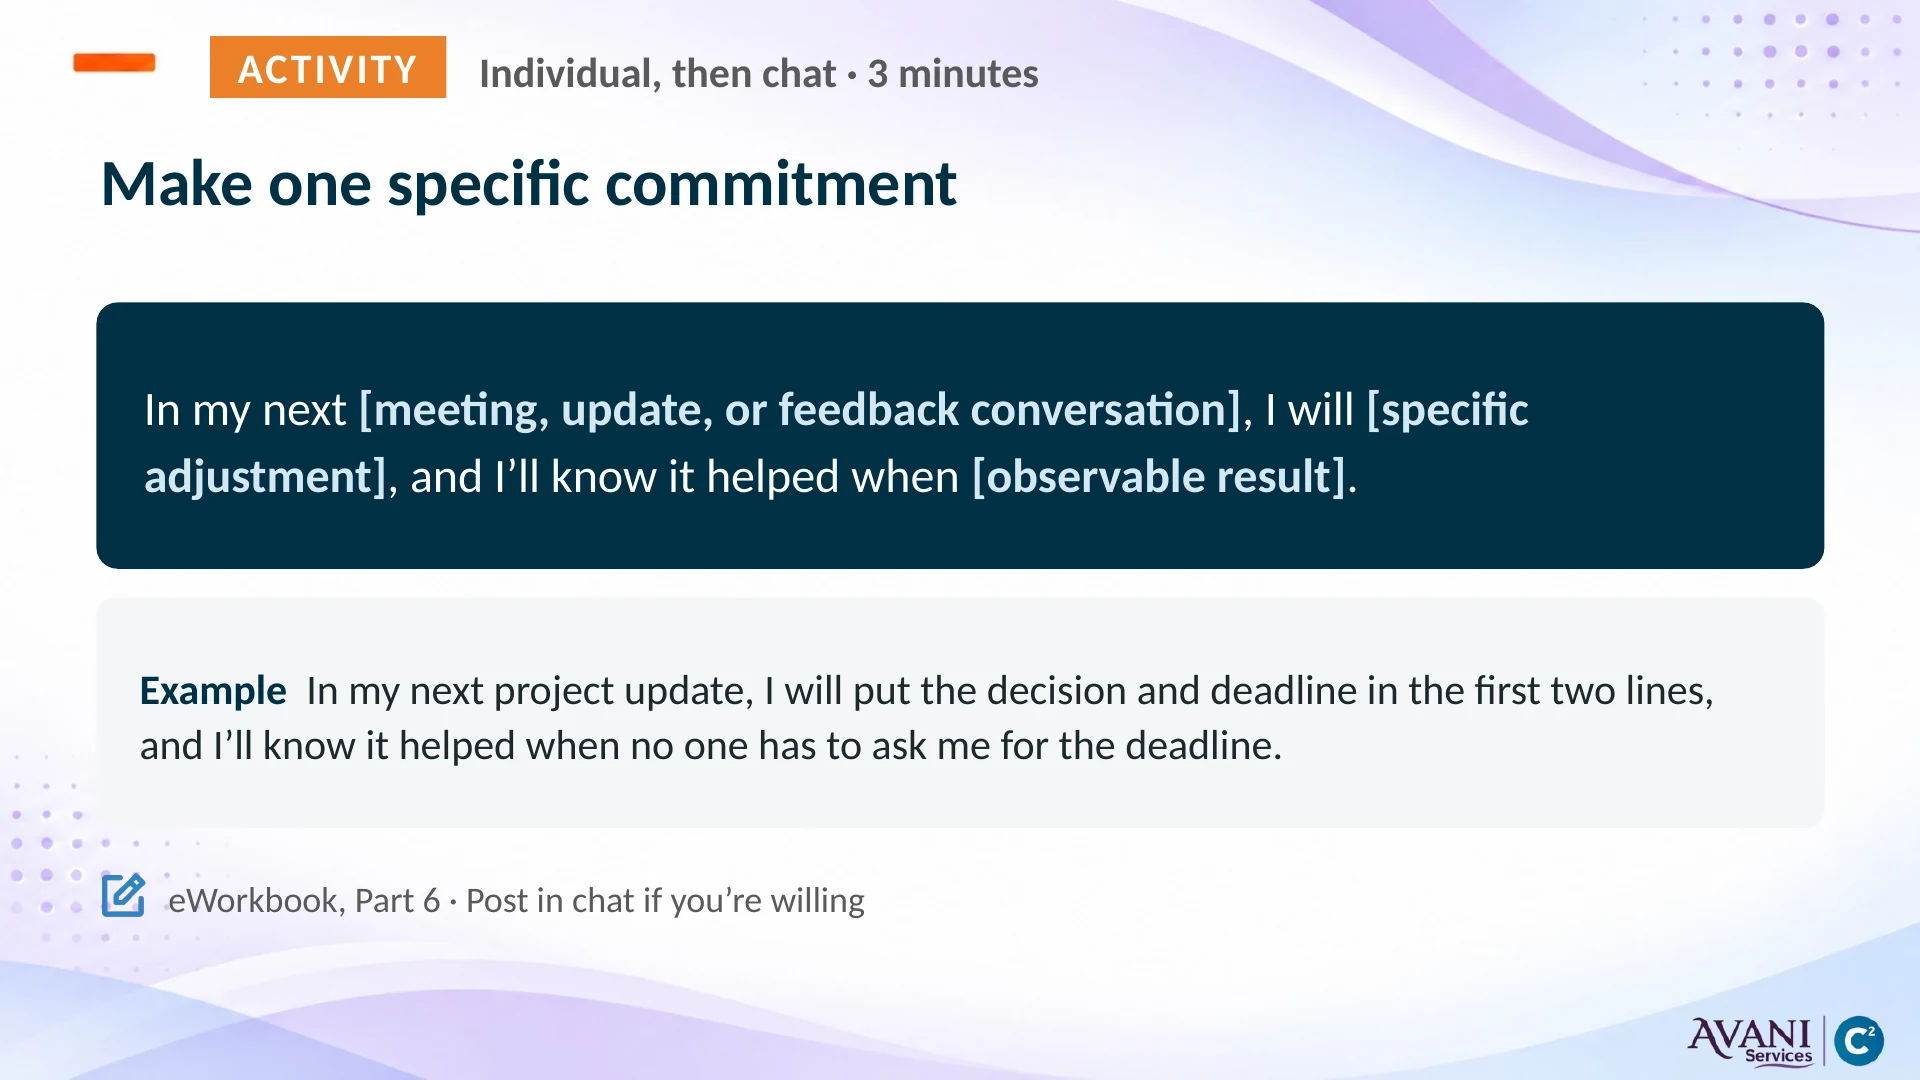 ACTIVITY
Individual, then chat · 3 minutes
Make one specific commitment
In my next [meeting, update, or feedback conversation], I will [specific
adjustment], and I’ll know it helped when [observable result].
Example In my next project update, I will put the decision and deadline in the first two lines,
and I’ll know it helped when no one has to ask me for the deadline.
eWorkbook, Part 6 · Post in chat if you’re willing
AVANI
Services
C²